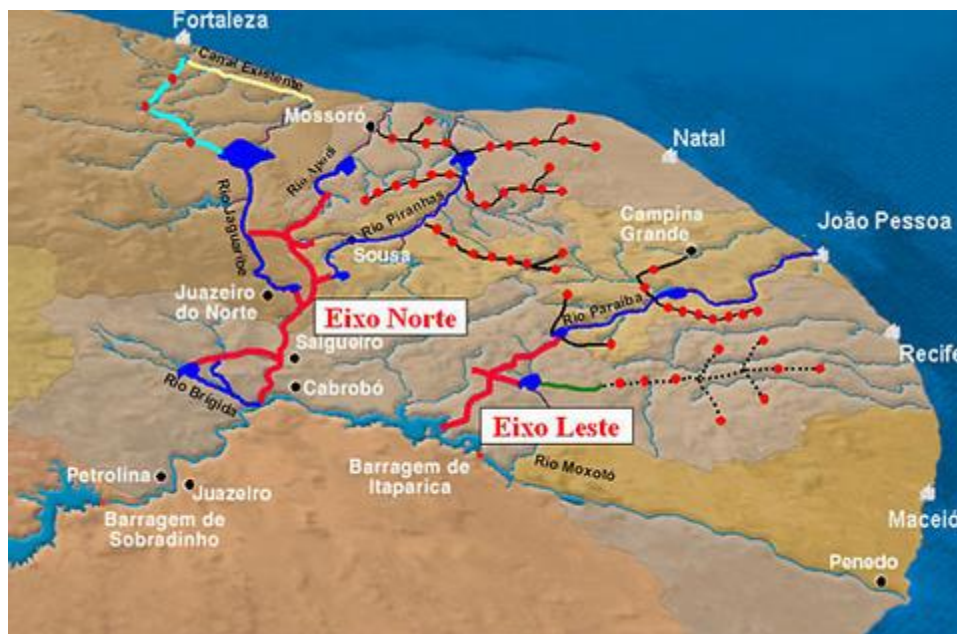 Fortaleza
Canal Existente
Mossoró
Rio Apodi
Natal
Rio Jaguaribe
Rio Piranhas
Campina
Grande
João Pessoa
Sousa
Juazeiro
do Norte
Eixo Norte
Rio Paraíba
Salgueiro
Recife
Cabrobó
Rio Brígida
Eixo Leste
Petrolina
Juazeiro
Barragem de
Itaparica
Rio Moxotó
Barragem de
Sobradinho
Maceió
Penedo